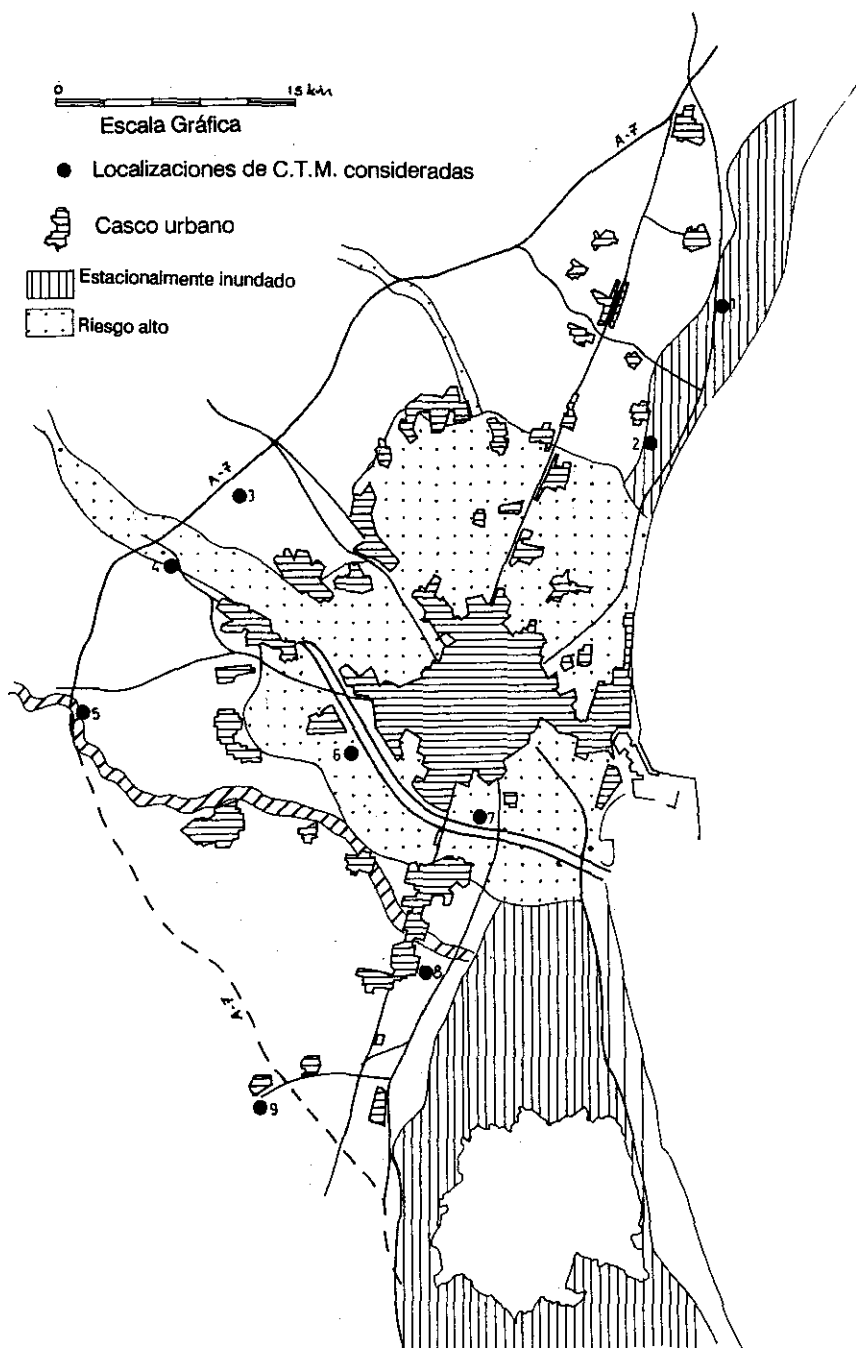 0 15 km
Escala Gráfica
Localizaciones de C.T.M. consideradas
Casco urbano
Estacionalmente inundado
Riesgo alto
A-7
1
2
A-7
3
4
5
6
7
8
A-7
9